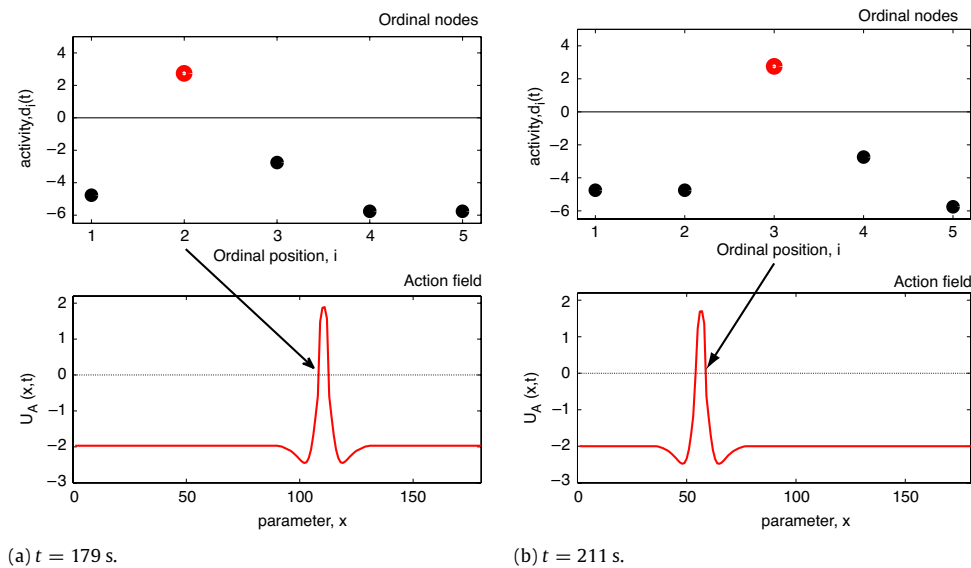 Ordinal nodes
4
2
0
−2
−4
−6
activity,d_i(t)
1 2 3 4 5
Ordinal position, i
Action field
2
1
0
−1
−2
−3
U_A (x,t)
0 50 100 150
parameter, x
(a) t = 179 s.
Ordinal nodes
4
2
0
−2
−4
−6
activity,d_i(t)
1 2 3 4 5
Ordinal position, i
Action field
2
1
0
−1
−2
−3
U_A (x,t)
0 50 100 150
parameter, x
(b) t = 211 s.